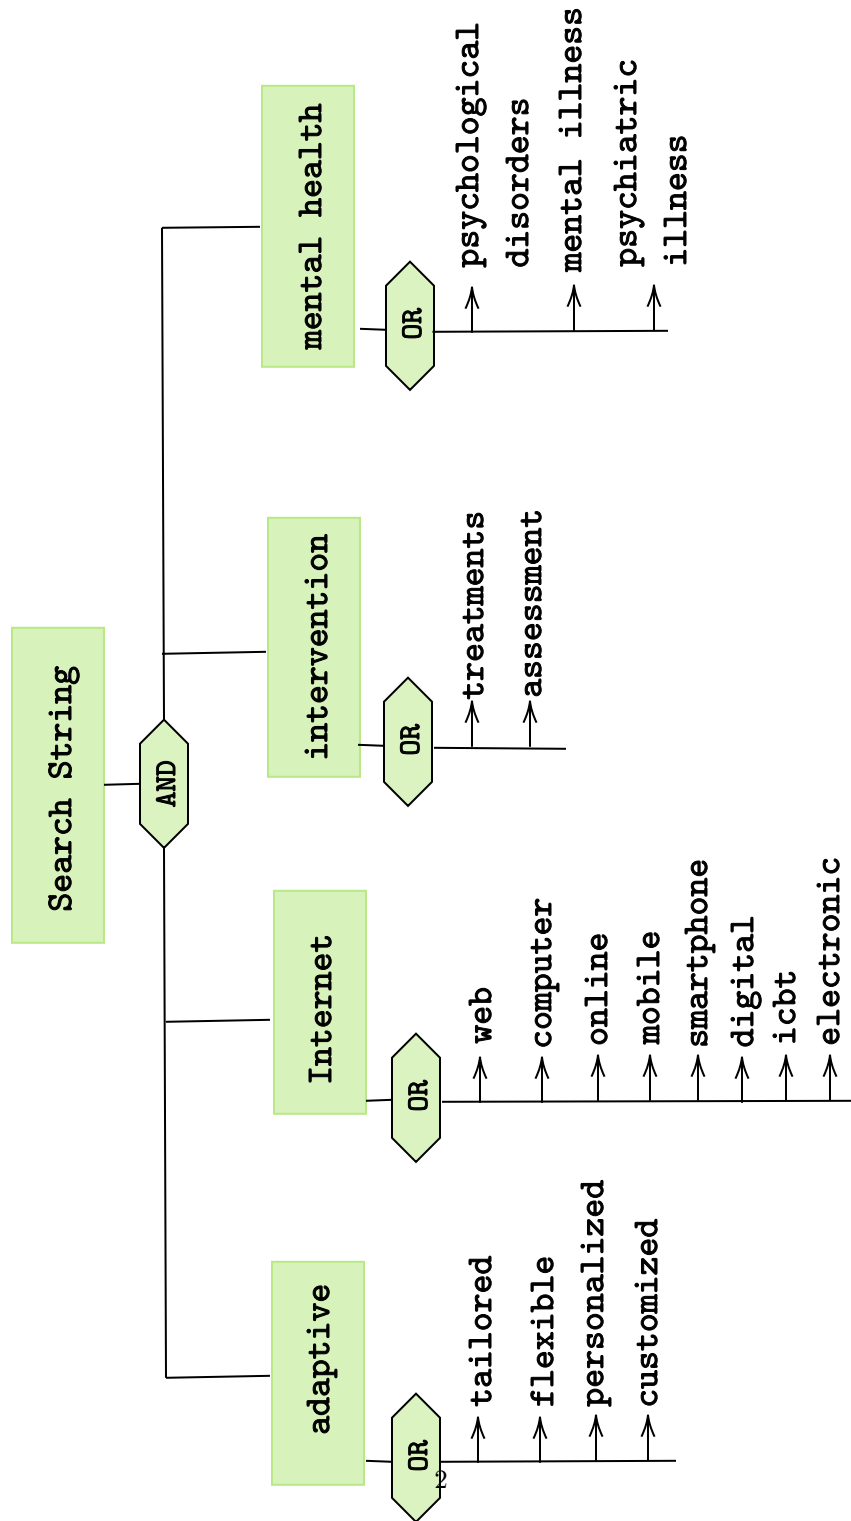 Search String
AND
adaptive
OR
tailored
flexible
personalized
customized
Internet
OR
web
computer
online
mobile
smartphone
digital
icbt
electronic
intervention
OR
treatments
assessment
mental health
OR
psychological
disorders
mental illness
psychiatric
illness
2